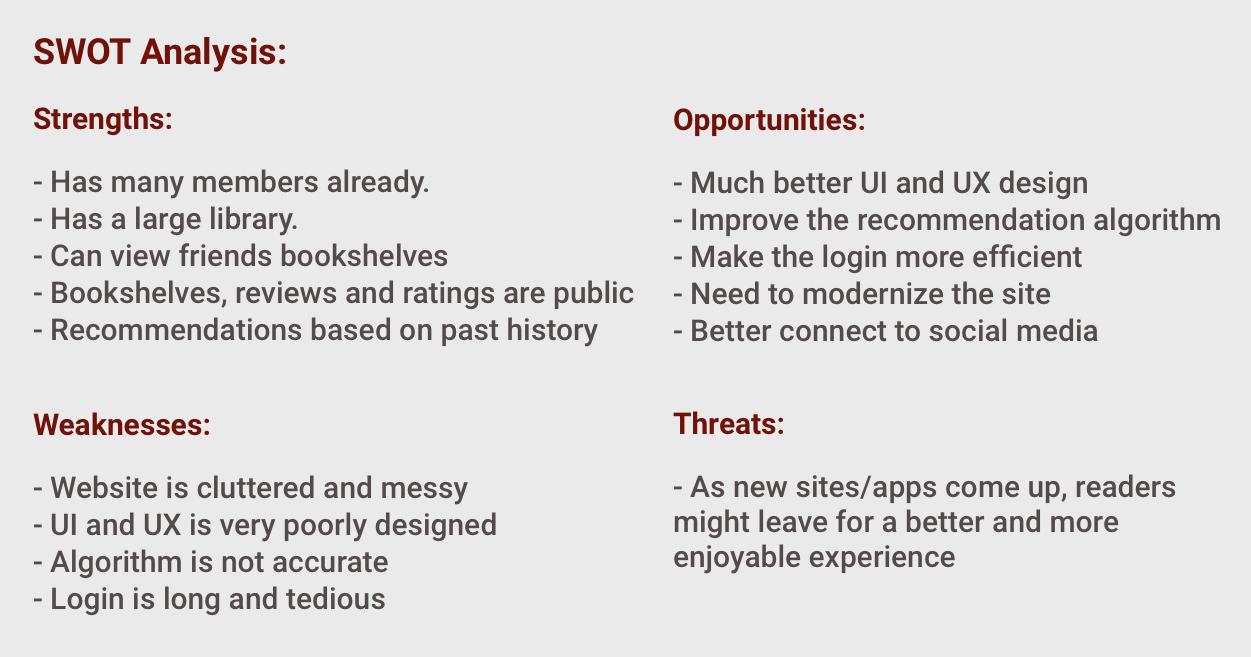 SWOT Analysis:
Strengths:
- Has many members already.
- Has a large library.
- Can view friends bookshelves
- Bookshelves, reviews and ratings are public
- Recommendations based on past history
Opportunities:
- Much better UI and UX design
- Improve the recommendation algorithm
- Make the login more efficient
- Need to modernize the site
- Better connect to social media
Weaknesses:
- Website is cluttered and messy
- UI and UX is very poorly designed
- Algorithm is not accurate
- Login is long and tedious
Threats:
- As new sites/apps come up, readers
might leave for a better and more
enjoyable experience